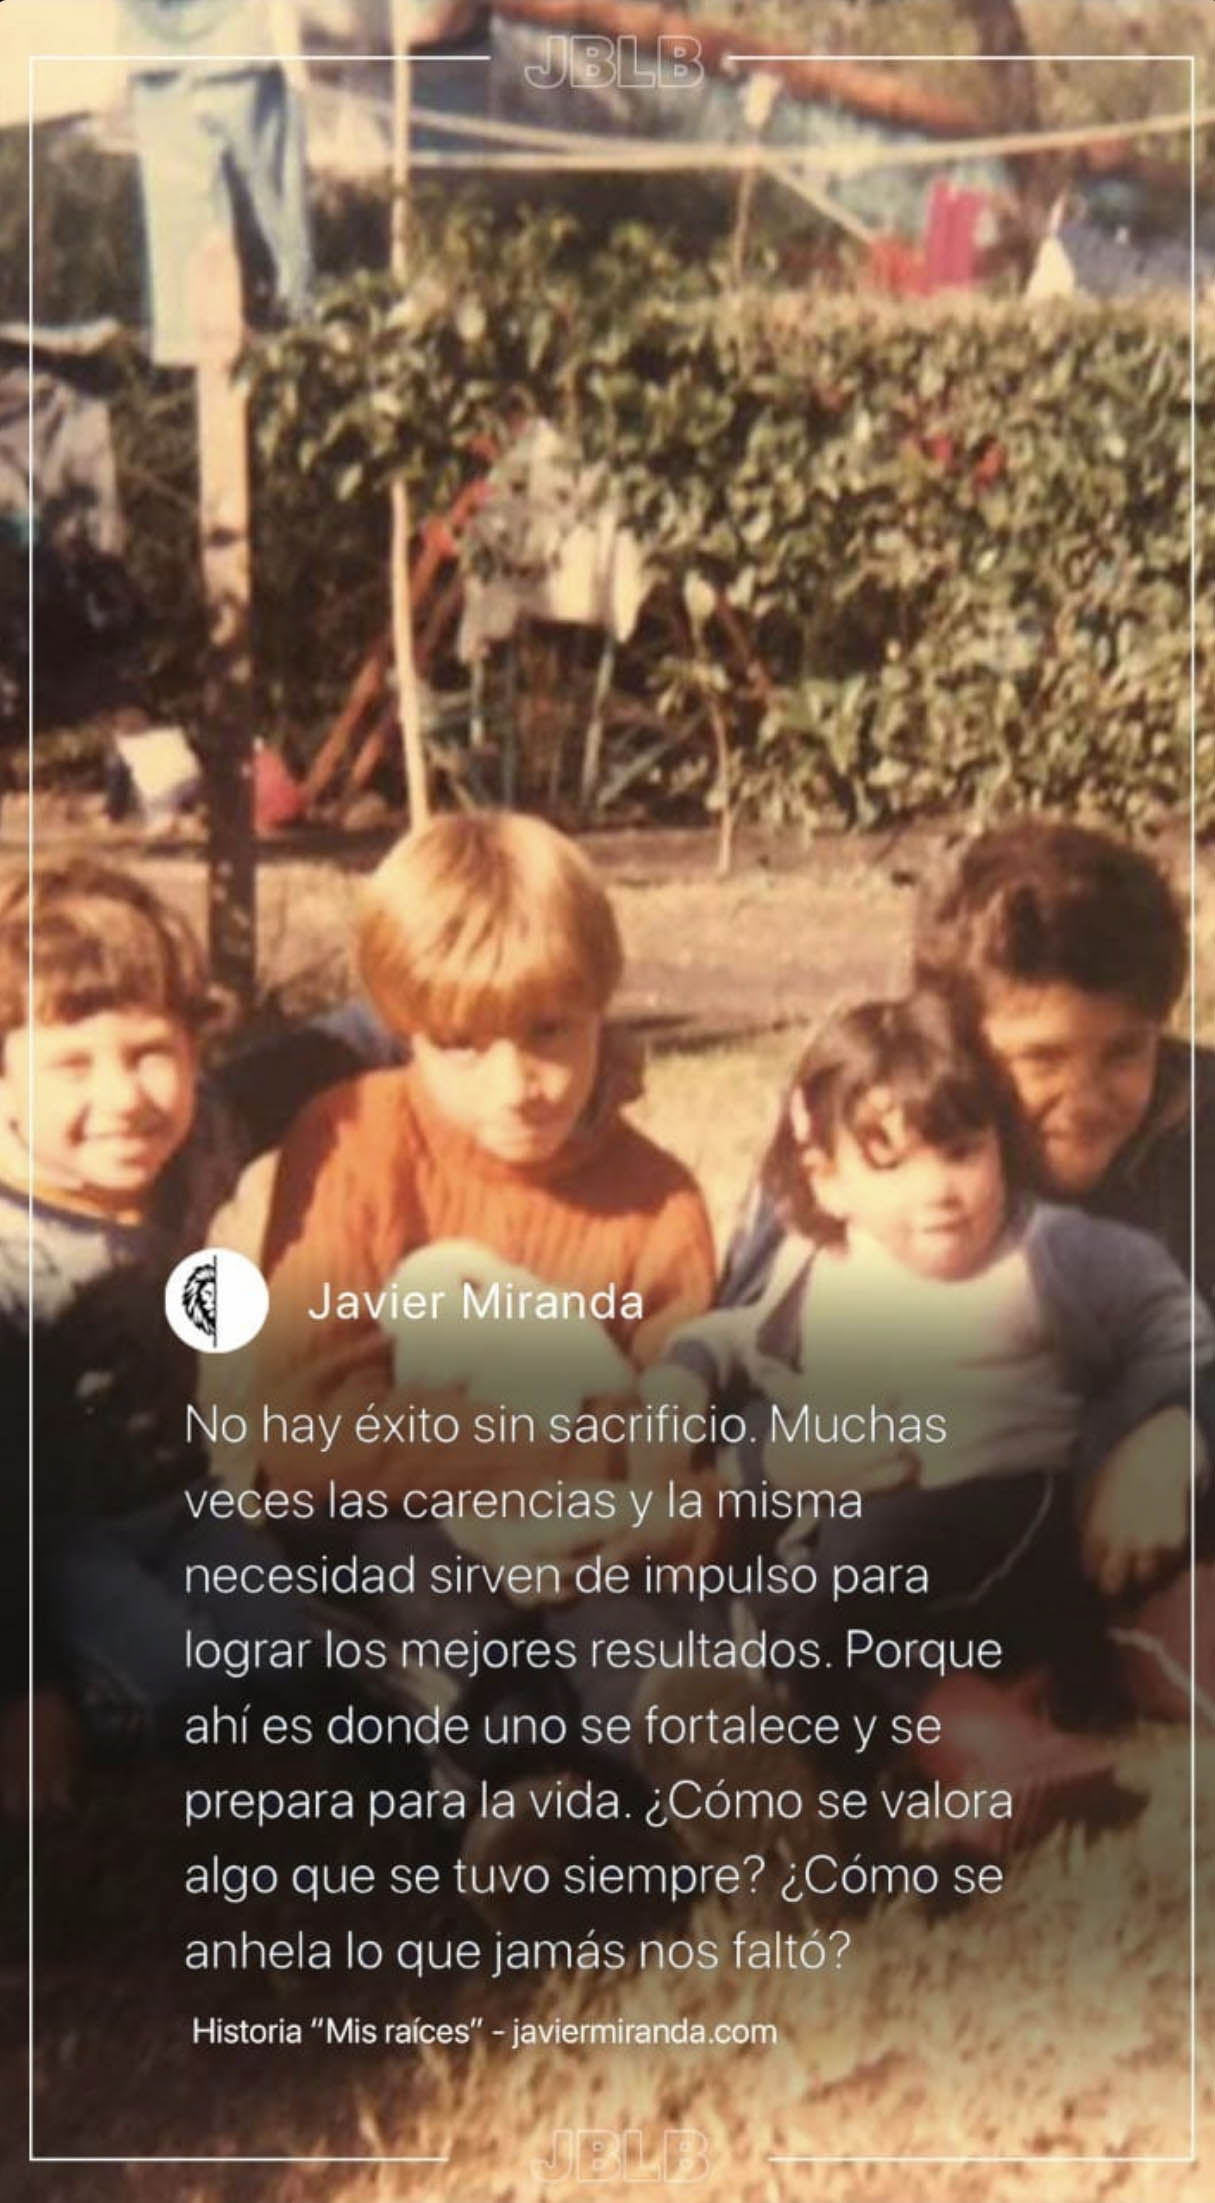 JBLB
Javier Miranda
No hay éxito sin sacrificio. Muchas
veces las carencias y la misma
necesidad sirven de impulso para
lograr los mejores resultados. Porque
ahí es donde uno se fortalece y se
prepara para la vida. ¿Cómo se valora
algo que se tuvo siempre? ¿Cómo se
anhela lo que jamás nos faltó?
Historia “Mis raíces” - javiermiranda.com
JBLB